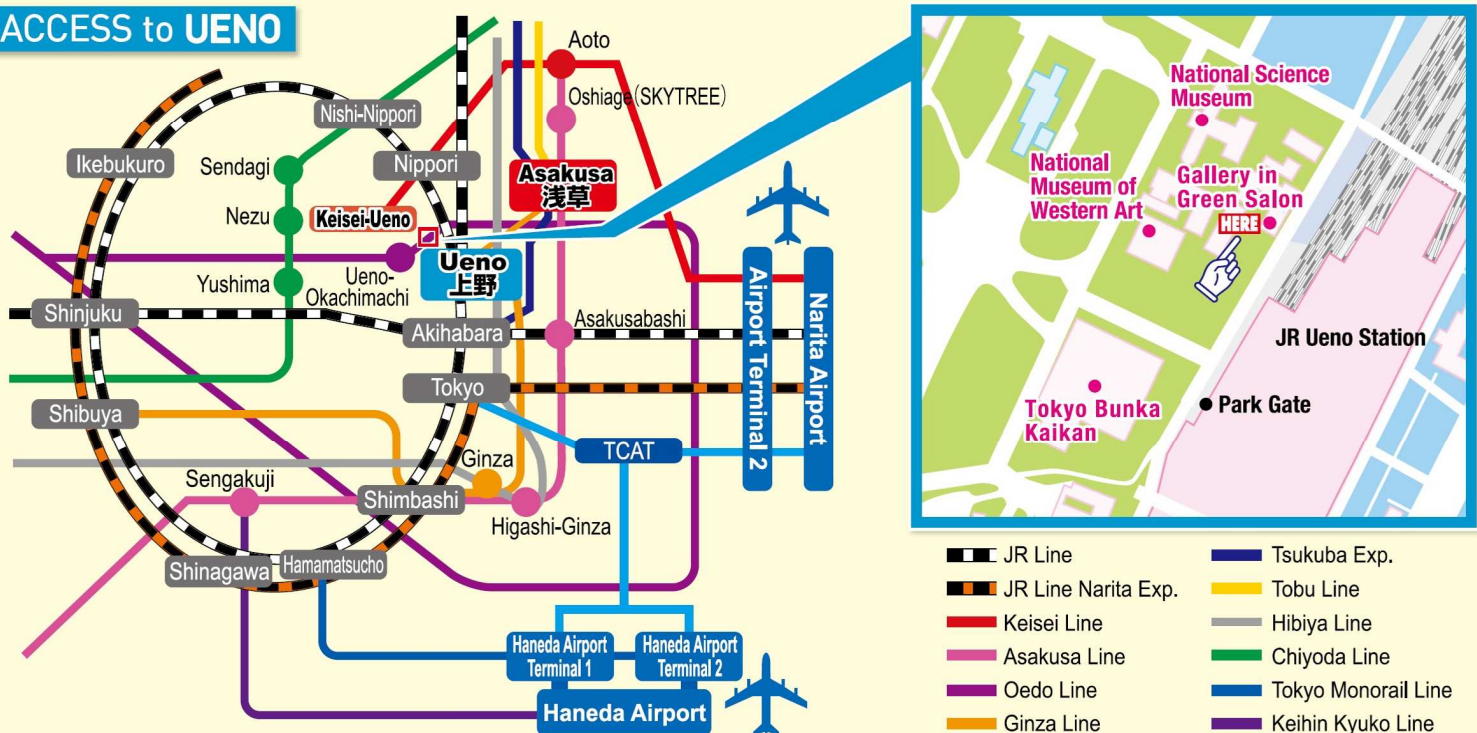 ACCESS to UENO
Aoto
Oshiage(SKYTREE)
Nishi-Nippori
Ikebukuro
Sendagi
Nippori
Asakusa
浅草
Nezu
Keisei-Ueno
Ueno
上野
Yushima
Ueno-
Okachimachi
Shinjuku
Akihabara
Asakusabashi
Tokyo
Shibuya
TCAT
Airport Terminal 2
Narita Airport
Sengakuji
Ginza
Shimbashi
Higashi-Ginza
Shinagawa
Hamamatsucho
Haneda Airport
Terminal 1
Haneda Airport
Terminal 2
Haneda Airport
National Science
Museum
National
Museum of
Western Art
Gallery in
Green Salon
HERE
JR Ueno Station
Tokyo Bunka
Kaikan
Park Gate
JR Line
JR Line Narita Exp.
Keisei Line
Asakusa Line
Oedo Line
Ginza Line
Tsukuba Exp.
Tobu Line
Hibiya Line
Chiyoda Line
Tokyo Monorail Line
Keihin Kyuko Line